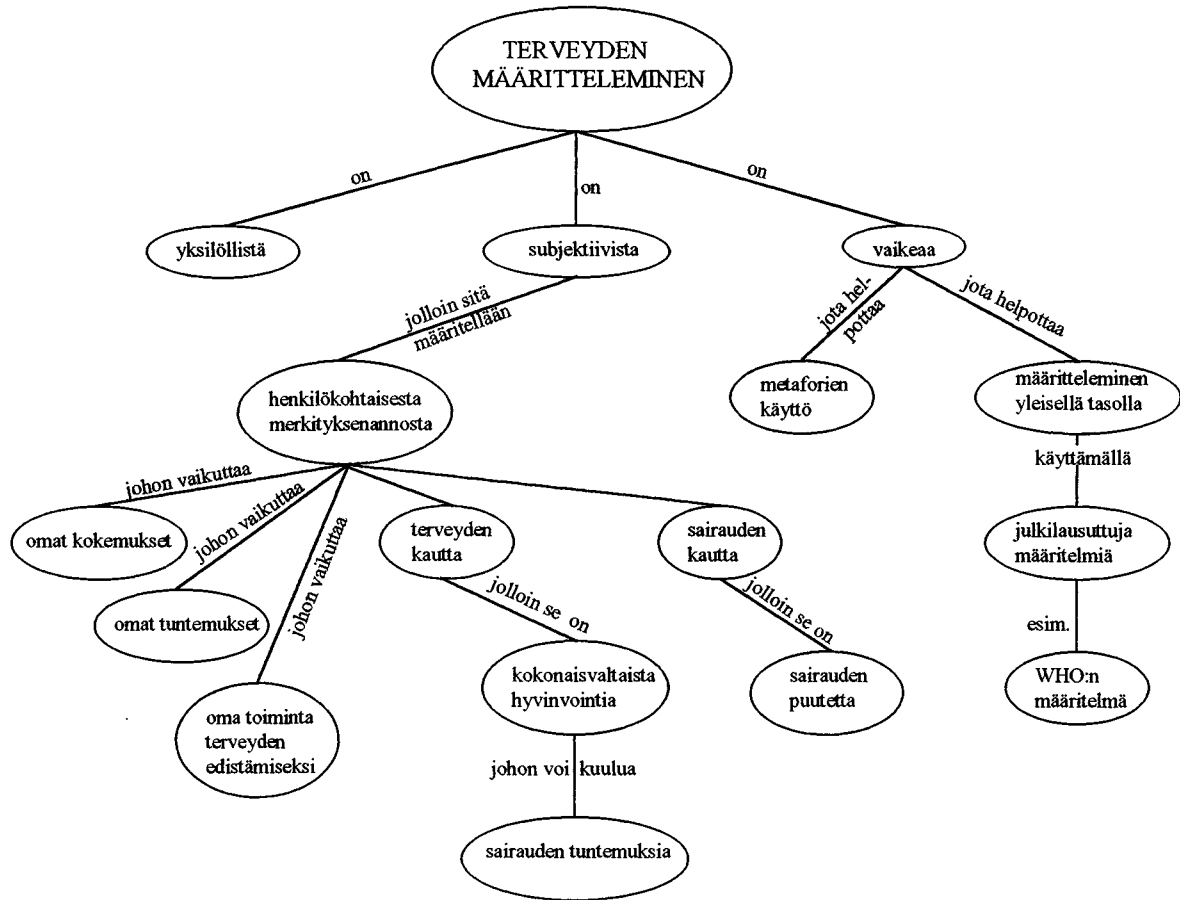 TERVEYDEN
MÄÄRITTELEMINEN
on
on
on
yksilöllistä
subjektiivista
vaikeaa
jolloin sitä
määritellään
jota hel-
pottaa
jota helpottaa
henkilökohtaisesta
merkityksenannosta
metaforien
käyttö
määritteleminen
yleisellä tasolla
johon vaikuttaa
johon vaikuttaa
johon vaikuttaa
käyttämällä
omat kokemukset
terveyden
kautta
sairauden
kautta
julkilausuttuja
määritelmiä
omat tuntemukset
jolloin se on
jolloin se on
esim.
oma toiminta
terveyden
edistämiseksi
kokonaisvaltaista
hyvinvointia
sairauden
puutetta
WHO:n
määritelmä
johon voi kuulua
sairauden tuntemuksia